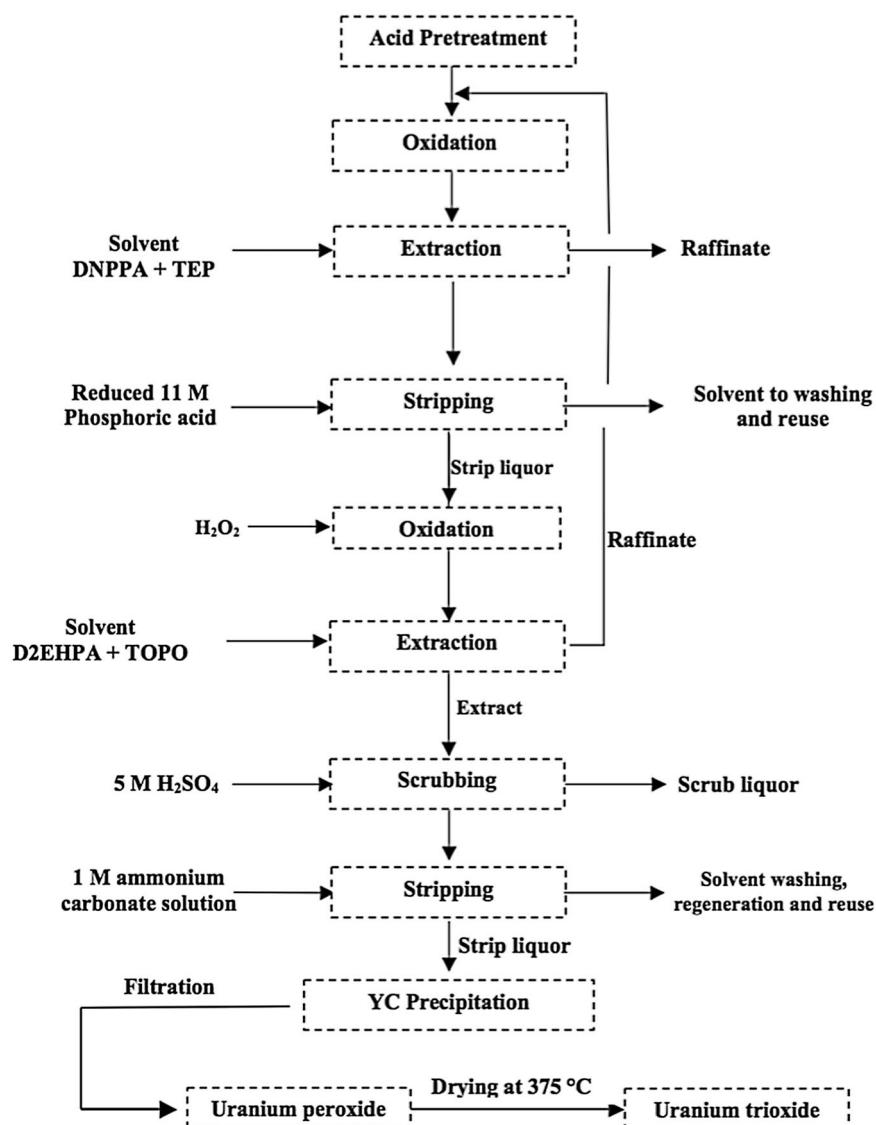 Acid Pretreatment
Oxidation
Solvent
DNPPA + TEP
Extraction
Raffinate
Reduced 11 M
Phosphoric acid
Stripping
Solvent to washing
and reuse
Strip liquor
H₂O₂
Oxidation
Raffinate
Solvent
D2EHPA + TOPO
Extraction
Extract
5 M H₂SO₄
Scrubbing
Scrub liquor
1 M ammonium
carbonate solution
Stripping
Solvent washing,
regeneration and reuse
Strip liquor
Filtration
YC Precipitation
Drying at 375 °C
Uranium peroxide
Uranium trioxide